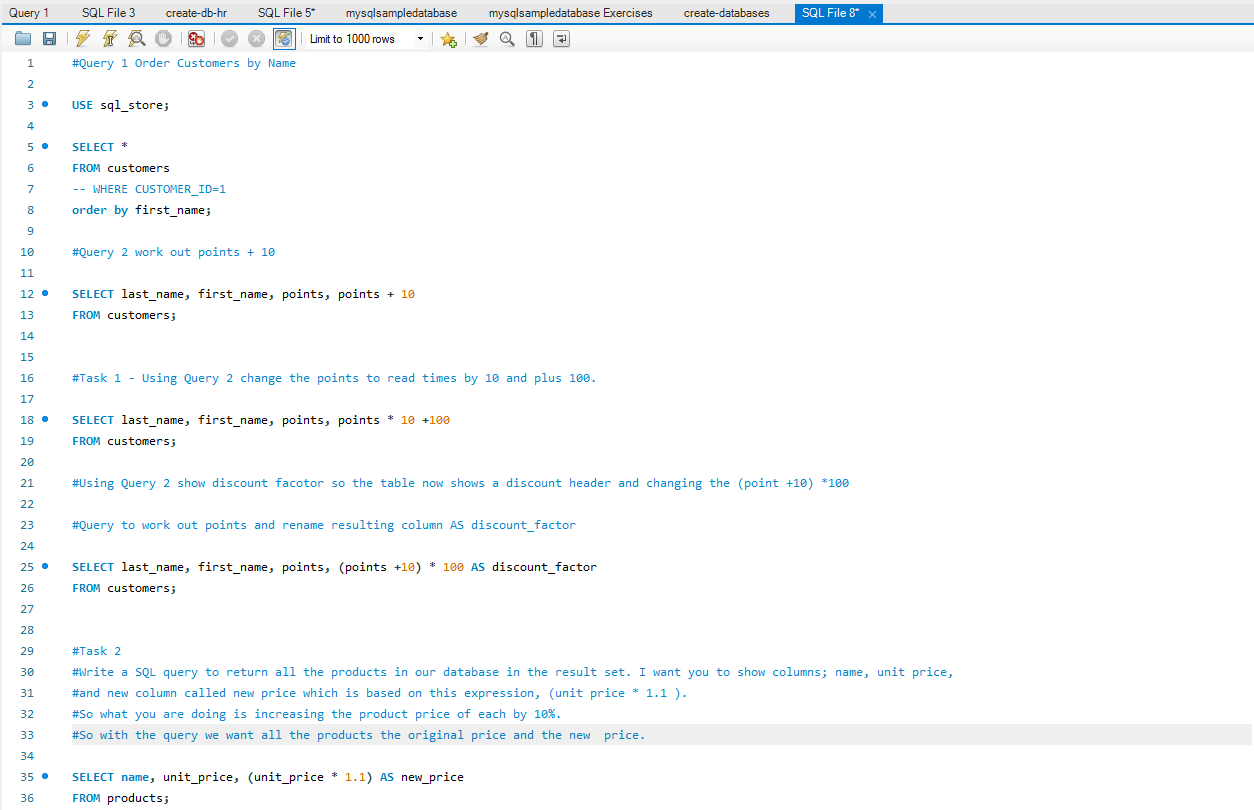 Query 1 SQL File 3 create-db-hr SQL File 5* mysqlsampledatabase mysqlsampledatabase Exercises create-databases SQL File 8*
Limit to 1000 rows
1 #Query 1 Order Customers by Name
2
3 USE sql_store;
4
5 SELECT *
6 FROM customers
7 -- WHERE CUSTOMER_ID=1
8 order by first_name;
9
10 #Query 2 work out points + 10
11
12 SELECT last_name, first_name, points, points + 10
13 FROM customers;
14
15
16 #Task 1 - Using Query 2 change the points to read times by 10 and plus 100.
17
18 SELECT last_name, first_name, points, points * 10 +100
19 FROM customers;
20
21 #Using Query 2 show discount facotor so the table now shows a discount header and changing the (point +10) *100
22
23 #Query to work out points and rename resulting column AS discount_factor
24
25 SELECT last_name, first_name, points, (points +10) * 100 AS discount_factor
26 FROM customers;
27
28
29 #Task 2
30 #Write a SQL query to return all the products in our database in the result set. I want you to show columns; name, unit price,
31 #and new column called new price which is based on this expression, (unit price * 1.1 ).
32 #So what you are doing is increasing the product price of each by 10%.
33 #So with the query we want all the products the original price and the new  price.
34
35 SELECT name, unit_price, (unit_price * 1.1) AS new_price
36 FROM products;